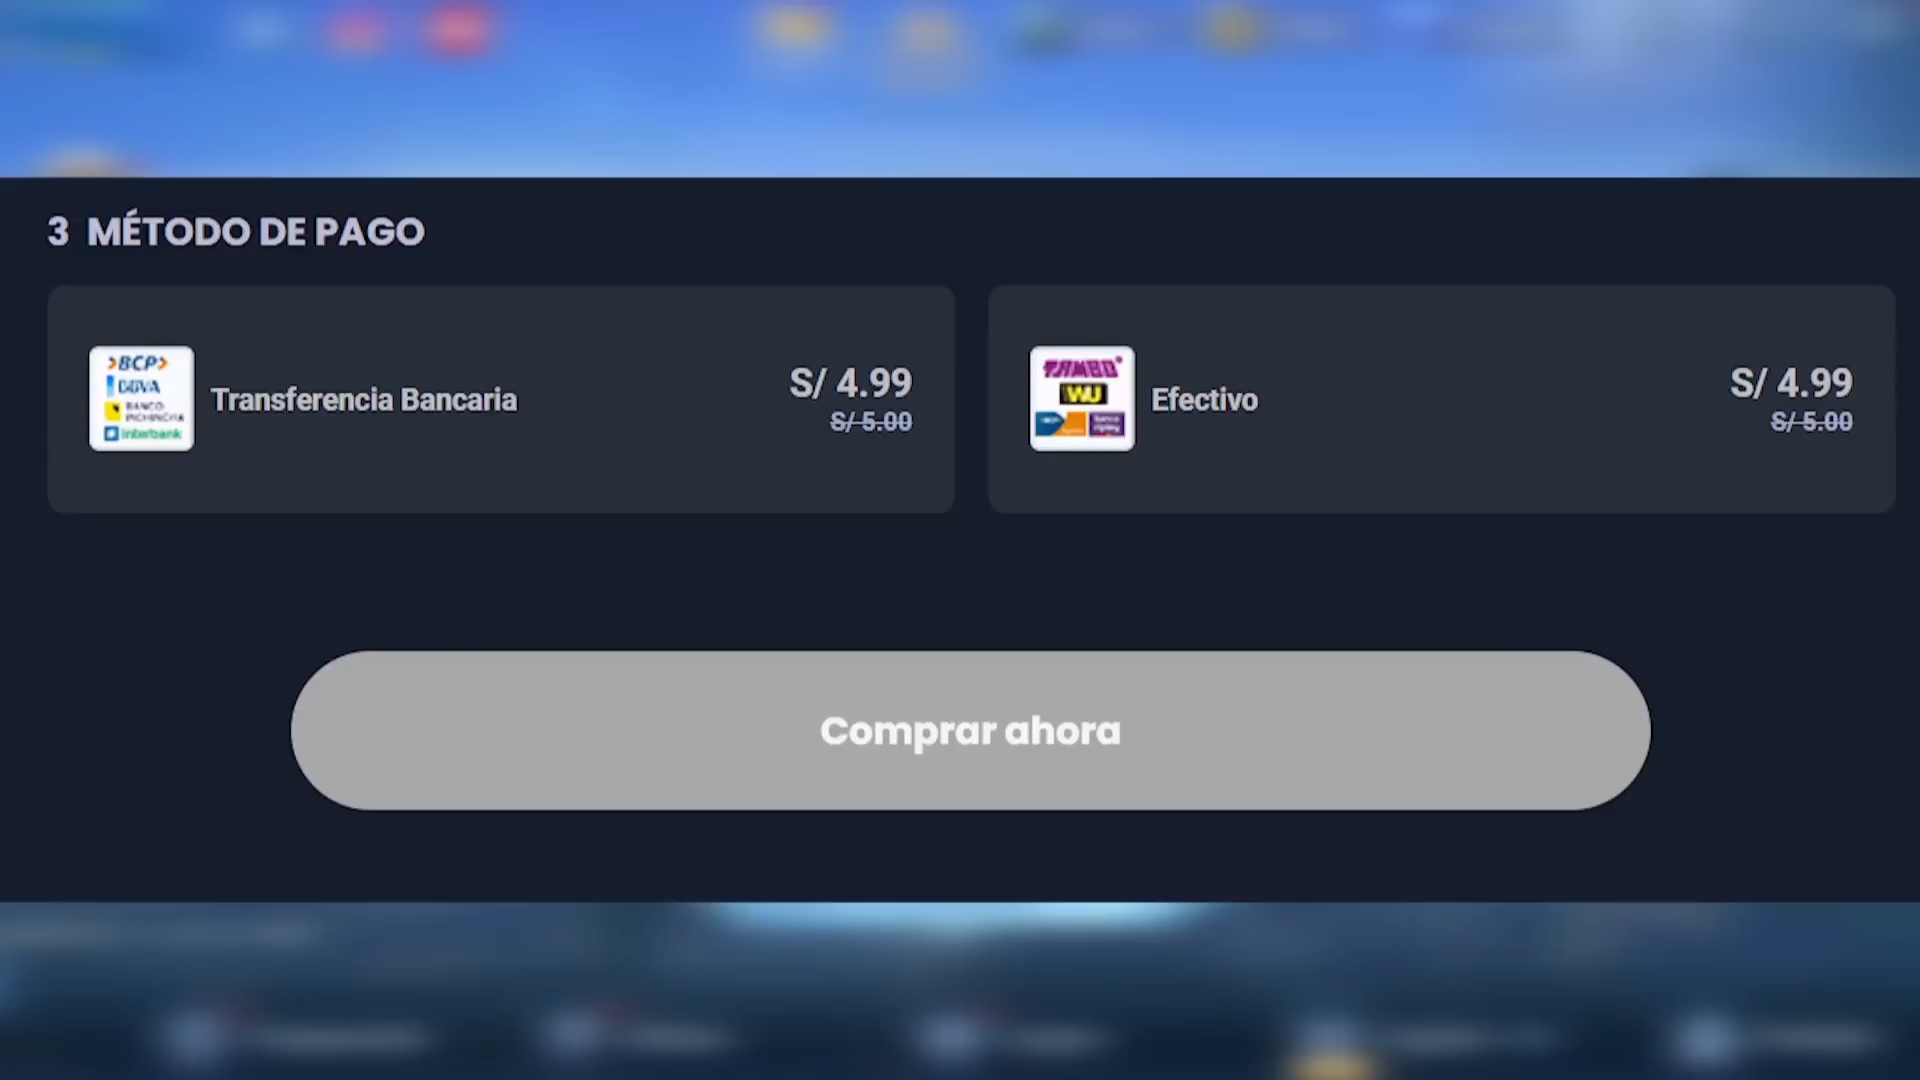 3 MÉTODO DE PAGO
BCP
BBVA
BANCO
PICHINCHA
Interbank
Transferencia Bancaria
S/ 4.99
S/ 5.00
TAMBO
WU
Efectivo
S/ 4.99
S/ 5.00
Comprar ahora